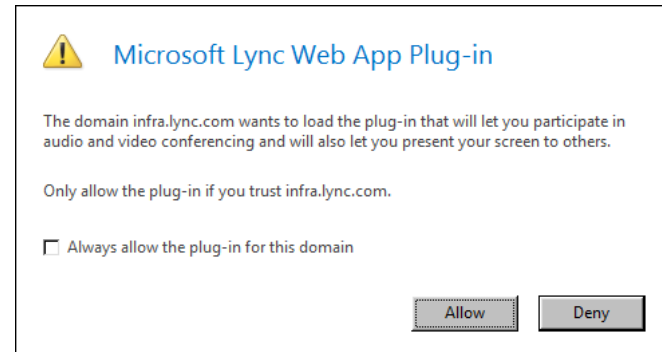 Microsoft Lync Web App Plug-in
The domain infra.lync.com wants to load the plug-in that will let you participate in
audio and video conferencing and will also let you present your screen to others.
Only allow the plug-in if you trust infra.lync.com.
Always allow the plug-in for this domain
Allow Deny